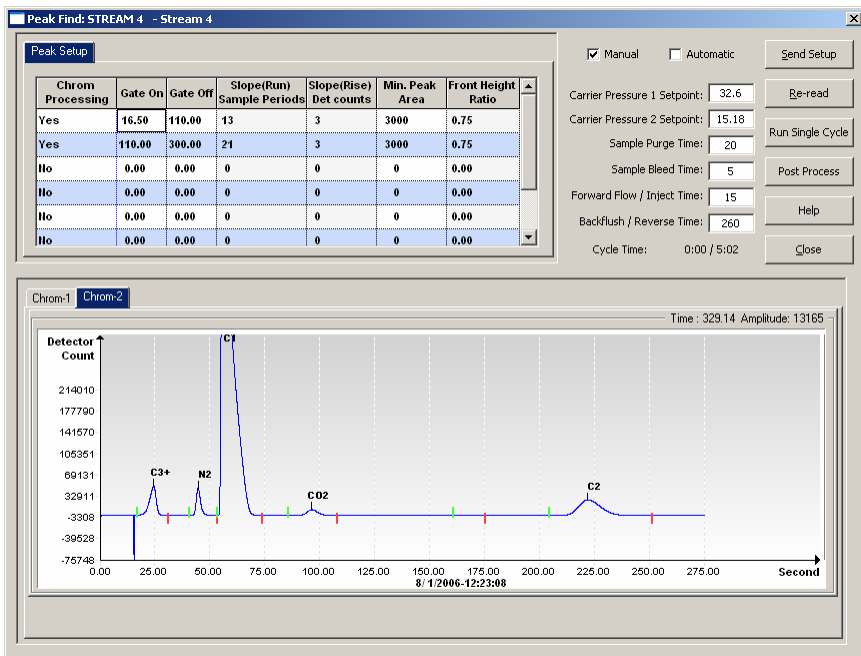 Peak Find: STREAM 4 - Stream 4
Peak Setup
Chrom Processing Gate On Gate Off Slope(Run) Sample Periods Slope(Rise) Det counts Min. Peak Area Front Height Ratio
Yes 16.50 110.00 13 3 3000 0.75
Yes 110.00 300.00 21 3 3000 0.75
No 0.00 0.00 0 0 0 0.00
No 0.00 0.00 0 0 0 0.00
No 0.00 0.00 0 0 0 0.00
No 0.00 0.00 0 0 0 0.00
Manual Automatic
Carrier Pressure 1 Setpoint: 32.6
Carrier Pressure 2 Setpoint: 15.18
Sample Purge Time: 20
Sample Bleed Time: 5
Forward Flow / Inject Time: 15
Backflush / Reverse Time: 260
Cycle Time: 0:00 / 5:02
Send Setup
Re-read
Run Single Cycle
Post Process
Help
Close
Chrom-1 Chrom-2
Time : 329.14 Amplitude: 13165
Detector
Count
214010
177790
141570
105351
69131
32911
-3308
-39528
-75748
C3+
N2
C1
CO2
C2
0.00 25.00 50.00 75.00 100.00 125.00 150.00 175.00 200.00 225.00 250.00 275.00 Second
8/ 1/2006-12:23:08